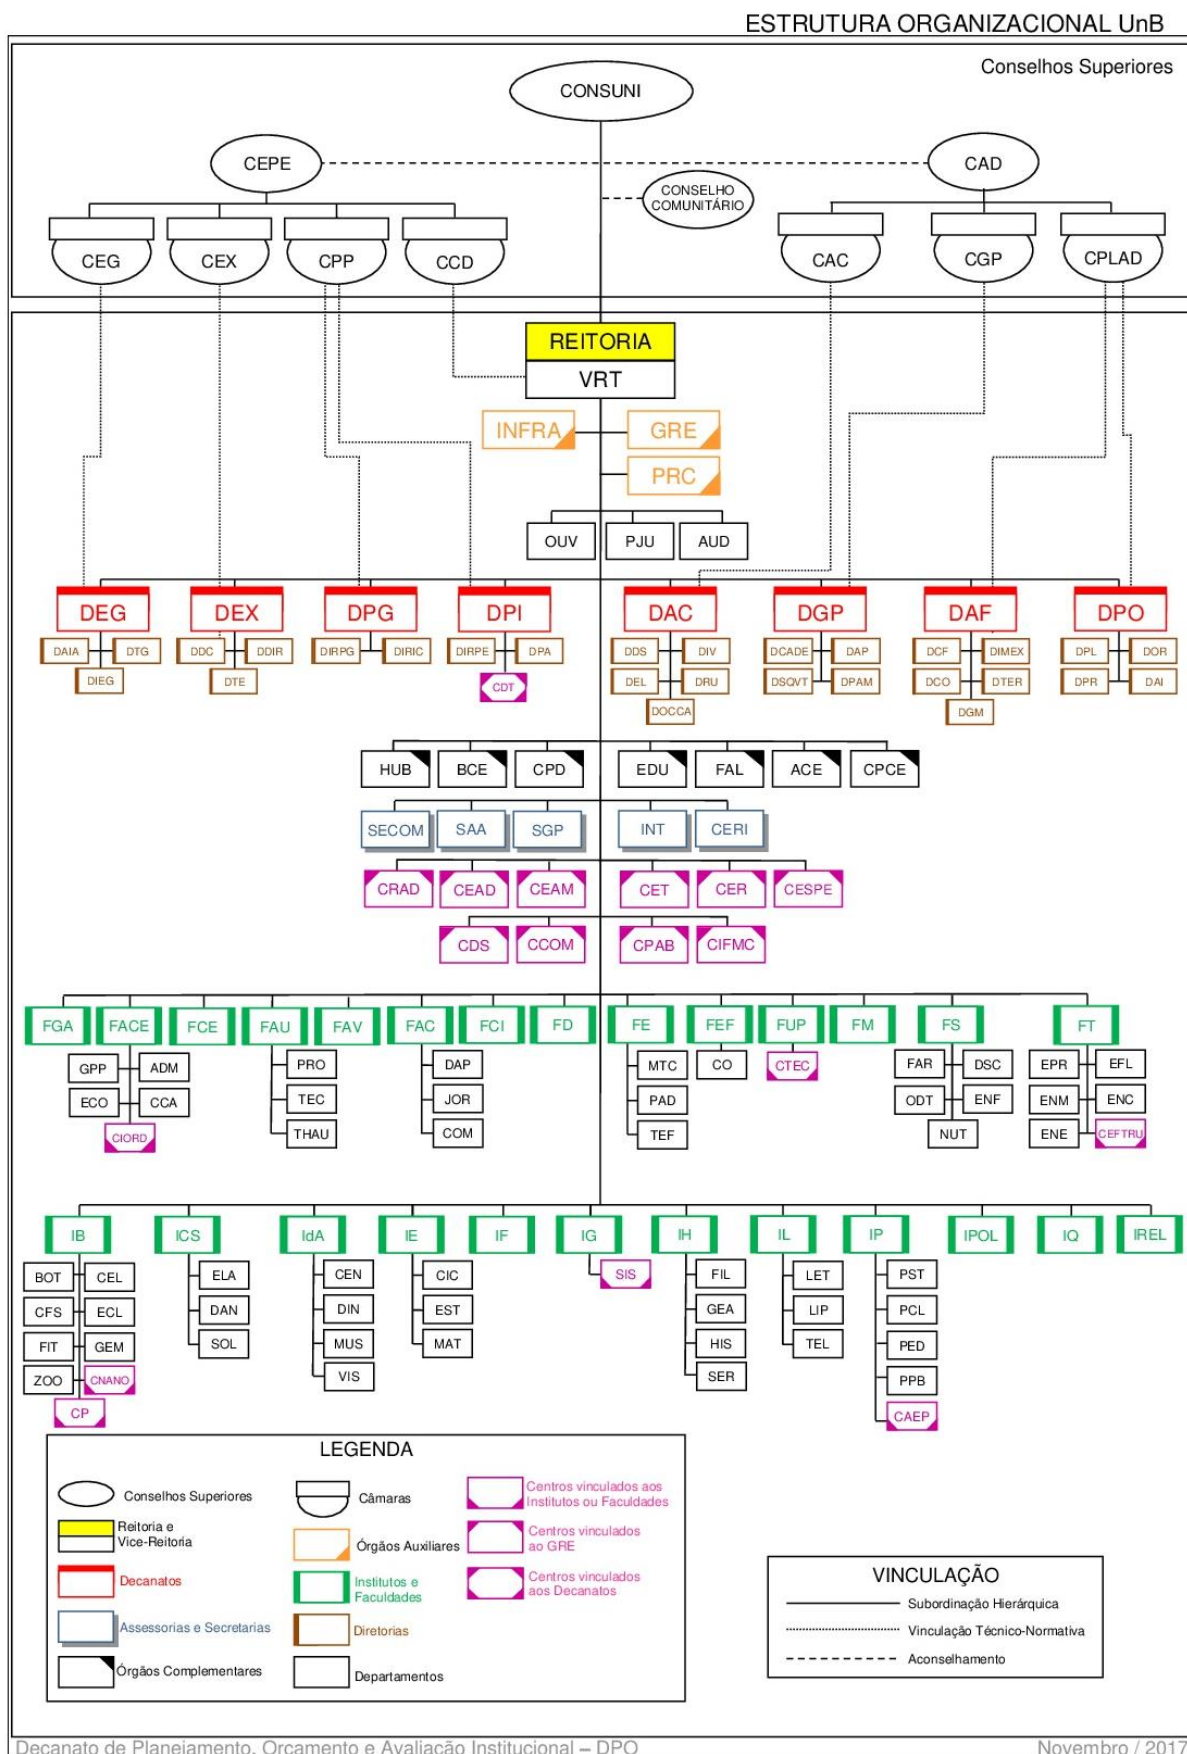 ESTRUTURA ORGANIZACIONAL UnB
Conselhos Superiores
CONSUNI
CEPE
CAD
CONSELHO
COMUNITÁRIO
CEG CEX CPP CCD CAC CGP CPLAD
REITORIA
VRT
INFRA GRE
PRC
OUV PJU AUD
DEG DEX DPG DPI DAC DGP DAF DPO
DAIA DTG DDC DDIR DIRPG DIRIC DIRPE DPA DDS DIV DCADE DAP DCF DIMEX DPL DOR
DIEG DTE CDT DEL DRU DSQVT DPAM DCO DTER DPR DAI
DOCCA DGM
HUB BCE CPD EDU FAL ACE CPCE
SECOM SAA SGP INT CERI
CRAD CEAD CEAM CET CER CESPE
CDS CCOM CPAB CIFMC
FGA FACE FCE FAU FAV FAC FCI FD FE FEF FUP FM FS FT
GPP ADM PRO DAP MTC CO CTEC FAR DSC EPR EFL
ECO CCA TEC JOR PAD ODT ENF ENM ENC
CIORD THAU COM TEF NUT ENE CEFTRU
IB ICS IdA IE IF IG IH IL IP IPOL IQ IREL
BOT CEL ELA CEN CIC SIS FIL LET PST
CFS ECL DAN DIN EST GEA LIP PCL
FIT GEM SOL MUS MAT HIS TEL PED
ZOO CNANO VIS SER PPB
CP CAEP
LEGENDA
Conselhos Superiores
Câmaras
Centros vinculados aos
Institutos ou Faculdades
Reitoria e
Vice-Reitoria
Órgãos Auxiliares
Centros vinculados
ao GRE
Decanatos
Institutos e
Faculdades
Centros vinculados
aos Decanatos
Assessorias e Secretarias
Diretorias
Órgãos Complementares
Departamentos
VINCULAÇÃO
Subordinação Hierárquica
Vinculação Técnico-Normativa
Aconselhamento
Decanato de Planejamento, Orçamento e Avaliação Institucional – DPO
Novembro / 2017